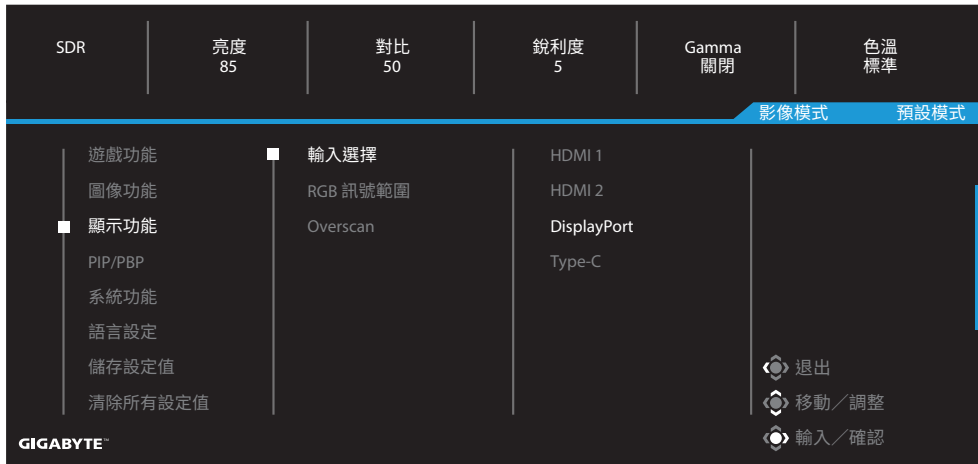 SDR
亮度
85
對比
50
銳利度
5
Gamma
關閉
色溫
標準
影像模式 預設模式
遊戲功能
圖像功能
顯示功能
PIP/PBP
系統功能
語言設定
儲存設定值
清除所有設定值
輸入選擇
RGB 訊號範圍
Overscan
HDMI 1
HDMI 2
DisplayPort
Type-C
退出
移動／調整
輸入／確認
GIGABYTE™